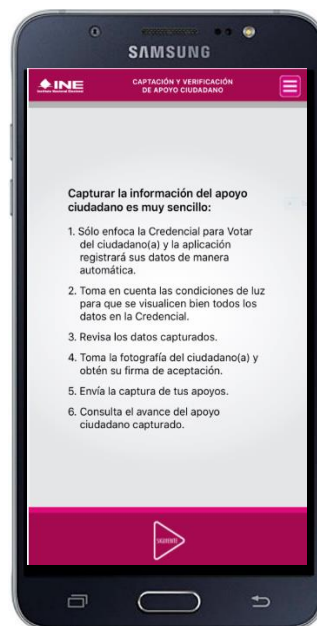 SAMSUNG
INE
Instituto Nacional Electoral
CAPTACIÓN Y VERIFICACIÓN
DE APOYO CIUDADANO
Capturar la información del apoyo
ciudadano es muy sencillo:
1. Sólo enfoca la Credencial para Votar
del ciudadano(a) y la aplicación
registrará sus datos de manera
automática.
2. Toma en cuenta las condiciones de luz
para que se visualicen bien todos los
datos en la Credencial.
3. Revisa los datos capturados.
4. Toma la fotografía del ciudadano(a) y
obtén su firma de aceptación.
5. Envía la captura de tus apoyos.
6. Consulta el avance del apoyo
ciudadano capturado.
SIGUIENTE